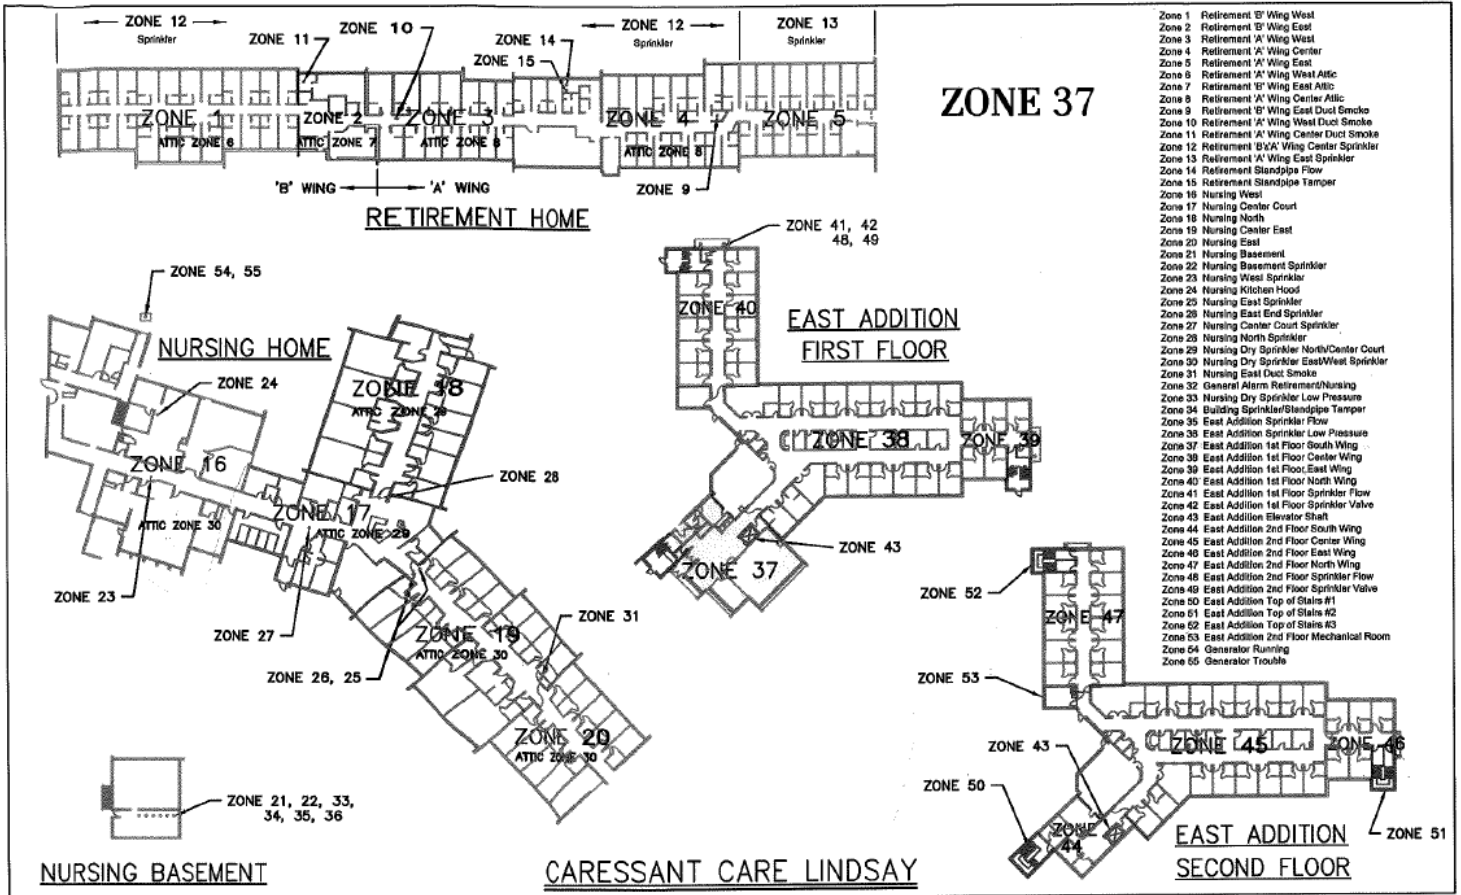 ZONE 12
Sprinkler
ZONE 11
ZONE 10
ZONE 14
ZONE 15
ZONE 12
Sprinkler
ZONE 13
Sprinkler
ZONE 1
ATTIC ZONE 6
ZONE 2
ATTIC ZONE 7
ZONE 3
ATTIC ZONE 8
ZONE 4
ATTIC ZONE 8
ZONE 5
'B' WING
'A' WING
ZONE 9
RETIREMENT HOME
ZONE 37
Zone 1 Retirement 'B' Wing West
Zone 2 Retirement 'B' Wing East
Zone 3 Retirement 'A' Wing West
Zone 4 Retirement 'A' Wing Center
Zone 5 Retirement 'A' Wing East
Zone 6 Retirement 'A' Wing West Attic
Zone 7 Retirement 'B' Wing East Attic
Zone 8 Retirement 'A' Wing Center Attic
Zone 9 Retirement 'B' Wing East Duct Smoke
Zone 10 Retirement 'A' Wing West Duct Smoke
Zone 11 Retirement 'A' Wing Center Duct Smoke
Zone 12 Retirement 'B'&'A' Wing Center Sprinkler
Zone 13 Retirement 'A' Wing East Sprinkler
Zone 14 Retirement Standpipe Flow
Zone 15 Retirement Standpipe Tamper
Zone 16 Nursing West
Zone 17 Nursing Center Court
Zone 18 Nursing North
Zone 19 Nursing Center East
Zone 20 Nursing East
Zone 21 Nursing Basement
Zone 22 Nursing Basement Sprinkler
Zone 23 Nursing West Sprinkler
Zone 24 Nursing Kitchen Hood
Zone 25 Nursing East Sprinkler
Zone 26 Nursing East End Sprinkler
Zone 27 Nursing Center Court Sprinkler
Zone 28 Nursing North Sprinkler
Zone 29 Nursing Dry Sprinkler North/Center Court
Zone 30 Nursing Dry Sprinkler East/West Sprinkler
Zone 31 Nursing East Duct Smoke
Zone 32 General Alarm Retirement/Nursing
Zone 33 Nursing Dry Sprinkler Low Pressure
Zone 34 Building Sprinkler/Standpipe Tamper
Zone 35 East Addition Sprinkler Flow
Zone 36 East Addition Sprinkler Low Pressure
Zone 37 East Addition 1st Floor South Wing
Zone 38 East Addition 1st Floor Center Wing
Zone 39 East Addition 1st Floor East Wing
Zone 40 East Addition 1st Floor North Wing
Zone 41 East Addition 1st Floor Sprinkler Flow
Zone 42 East Addition 1st Floor Sprinkler Valve
Zone 43 East Addition Elevator Shaft
Zone 44 East Addition 2nd Floor South Wing
Zone 45 East Addition 2nd Floor Center Wing
Zone 46 East Addition 2nd Floor East Wing
Zone 47 East Addition 2nd Floor North Wing
Zone 48 East Addition 2nd Floor Sprinkler Flow
Zone 49 East Addition 2nd Floor Sprinkler Valve
Zone 50 East Addition Top of Stairs #1
Zone 51 East Addition Top of Stairs #2
Zone 52 East Addition Top of Stairs #3
Zone 53 East Addition 2nd Floor Mechanical Room
Zone 54 Generator Running
Zone 55 Generator Trouble
ZONE 54, 55
NURSING HOME
ZONE 24
ZONE 18
ATTIC ZONE 29
ZONE 16
ATTIC ZONE 30
ZONE 28
ZONE 17
ATTIC ZONE 29
ZONE 23
ZONE 27
ZONE 26, 25
ZONE 19
ATTIC ZONE 30
ZONE 31
ZONE 20
ATTIC ZONE 30
ZONE 41, 42
48, 49
ZONE 40
EAST ADDITION
FIRST FLOOR
ZONE 38
ZONE 39
ZONE 43
ZONE 37
ZONE 52
ZONE 47
ZONE 53
ZONE 45
ZONE 46
ZONE 43
ZONE 50
ZONE
44
ZONE 51
EAST ADDITION
SECOND FLOOR
ZONE 21, 22, 33,
34, 35, 36
NURSING BASEMENT
CARESSANT CARE LINDSAY